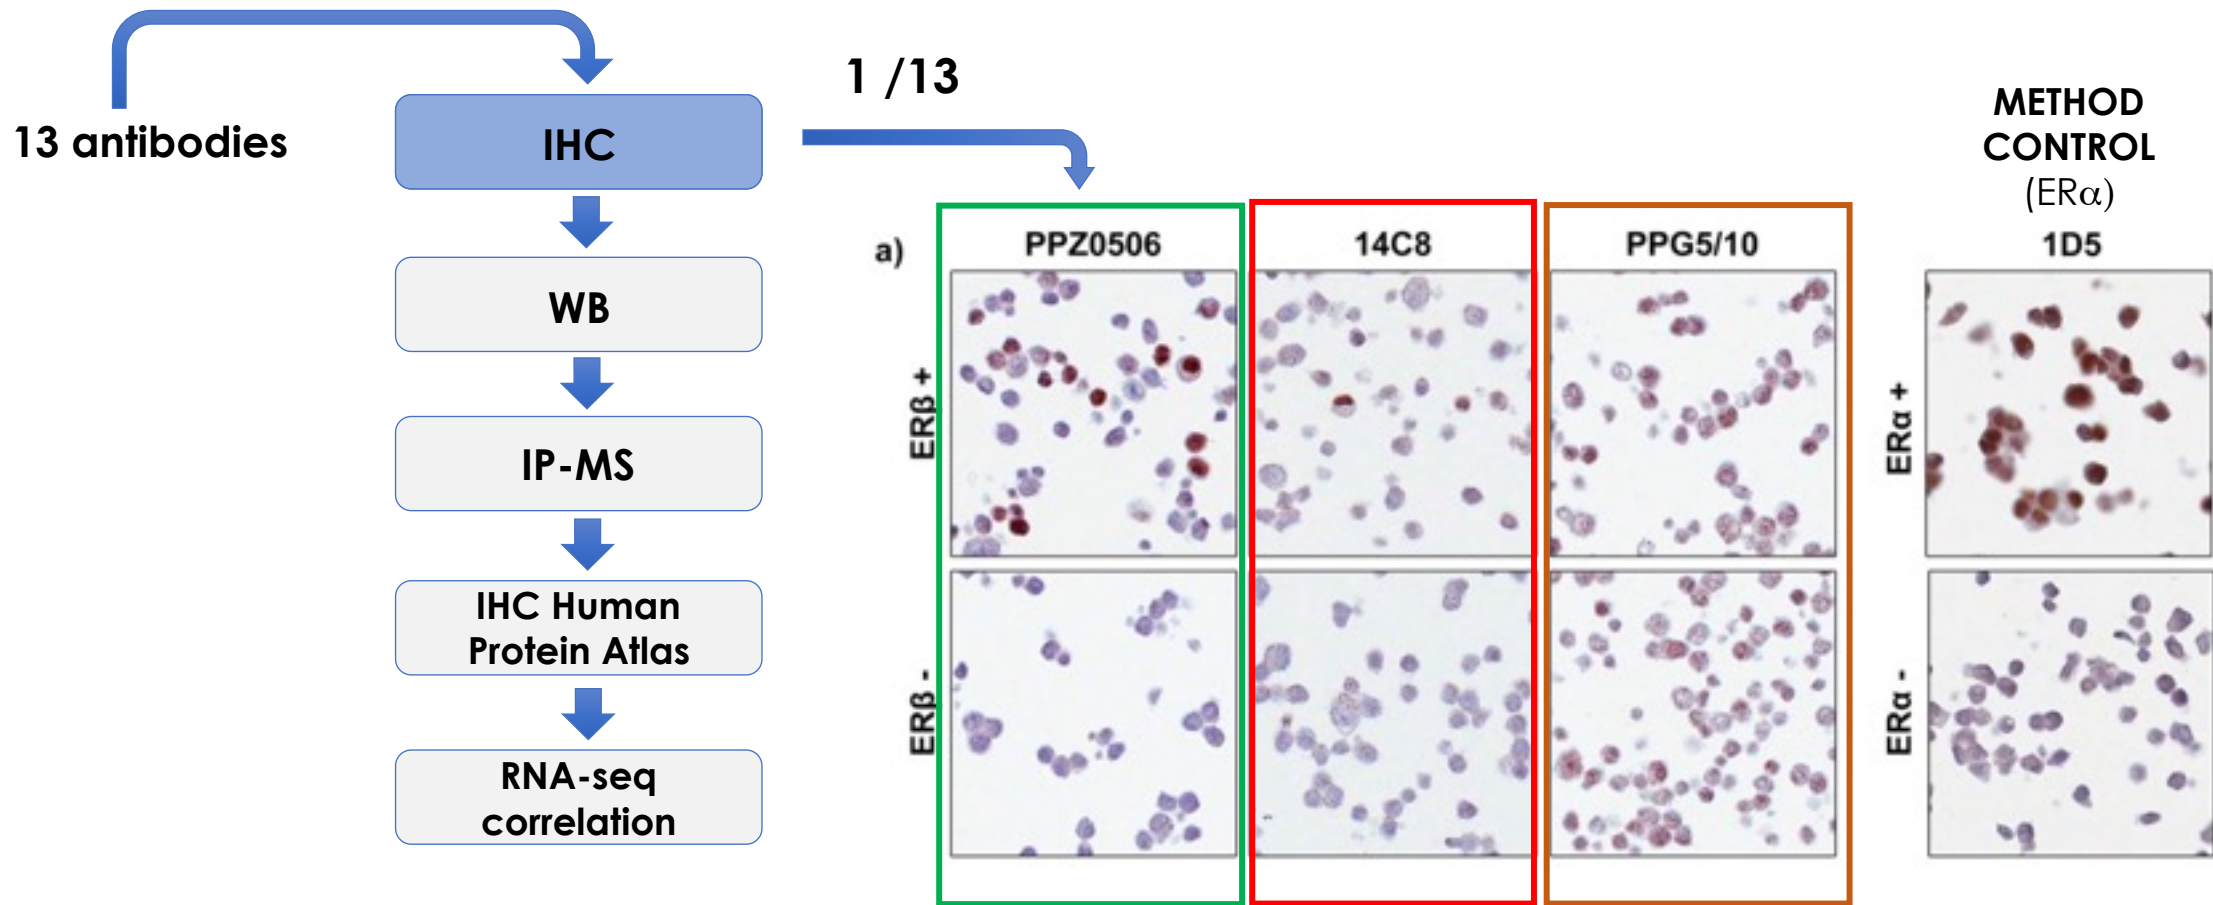 13 antibodies
IHC
WB
IP-MS
IHC Human
Protein Atlas
RNA-seq
correlation
1 /13
METHOD
CONTROL
(ERα)
a)
PPZ0506
14C8
PPG5/10
1D5
ERβ +
ERα +
ERβ -
ERα -